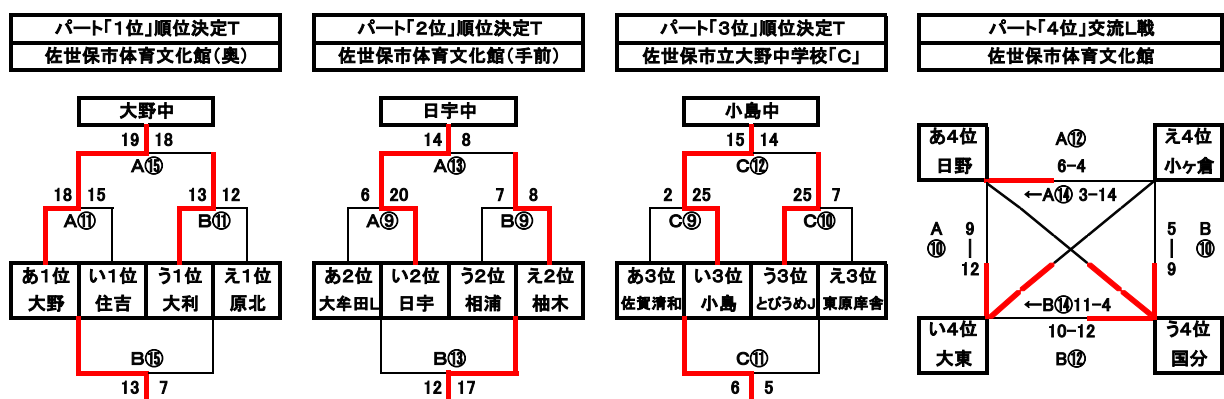 パート「1位」順位決定T
佐世保市体育文化館(奥)
大野中
19 18
A⑮
18 15 13 12
A⑪ B⑪
あ1位 い1位 う1位 え1位
大野 住吉 大利 原北
B⑮
13 7
パート「2位」順位決定T
佐世保市体育文化館(手前)
日宇中
14 8
A⑬
6 20 7 8
A⑨ B⑨
あ2位 い2位 う2位 え2位
大牟田L 日宇 相浦 柚木
B⑬
12 17
パート「3位」順位決定T
佐世保市立大野中学校「C」
小島中
15 14
C⑫
2 25 25 7
C⑨ C⑩
あ3位 い3位 う3位 え3位
佐賀清和 小島 とびうめJ 東原庠舎
C⑪
6 5
パート「4位」交流L戦
佐世保市体育文化館
あ4位 A⑫ え4位
日野 6-4 小ヶ倉
←A⑭ 3-14
A 9 5 B
⑩ | | ⑩
12 9
←B⑭11-4
い4位 10-12 う4位
大東 B⑫ 国分